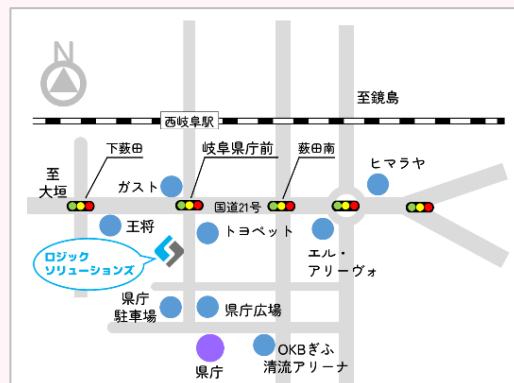 N
至鏡島
西岐阜駅
下薮田
岐阜県庁前
薮田南
ヒマラヤ
至
大垣
ガスト
国道21号
王将
トヨペット
エル・
アリーヴォ
ロジック
ソリューションズ
県庁
駐車場
県庁広場
県庁
OKBぎふ
清流アリーナ